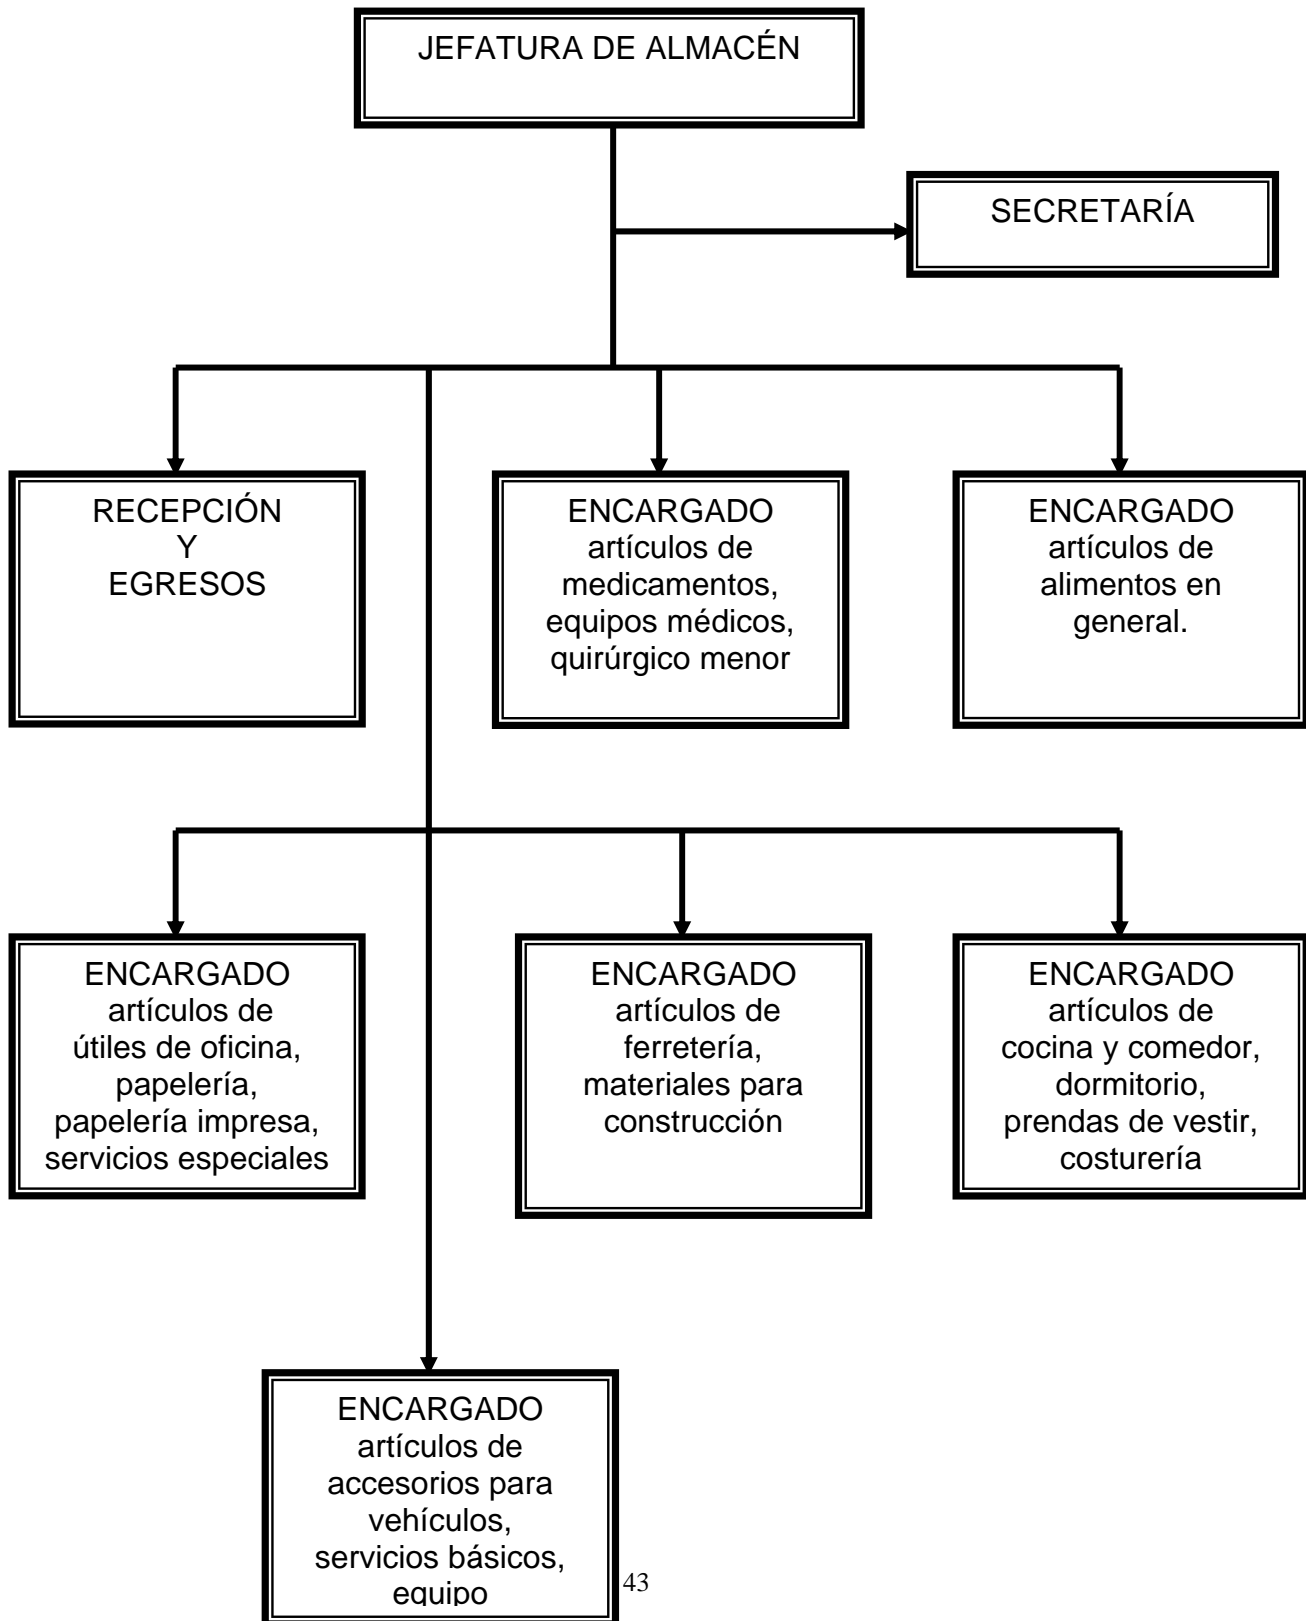 JEFATURA DE ALMACÉN
SECRETARÍA
RECEPCIÓN
Y
EGRESOS
ENCARGADO
artículos de
medicamentos,
equipos médicos,
quirúrgico menor
ENCARGADO
artículos de
alimentos en
general.
ENCARGADO
artículos de
útiles de oficina,
papelería,
papelería impresa,
servicios especiales
ENCARGADO
artículos de
ferretería,
materiales para
construcción
ENCARGADO
artículos de
cocina y comedor,
dormitorio,
prendas de vestir,
costurería
ENCARGADO
artículos de
accesorios para
vehículos,
servicios básicos,
equipo
43